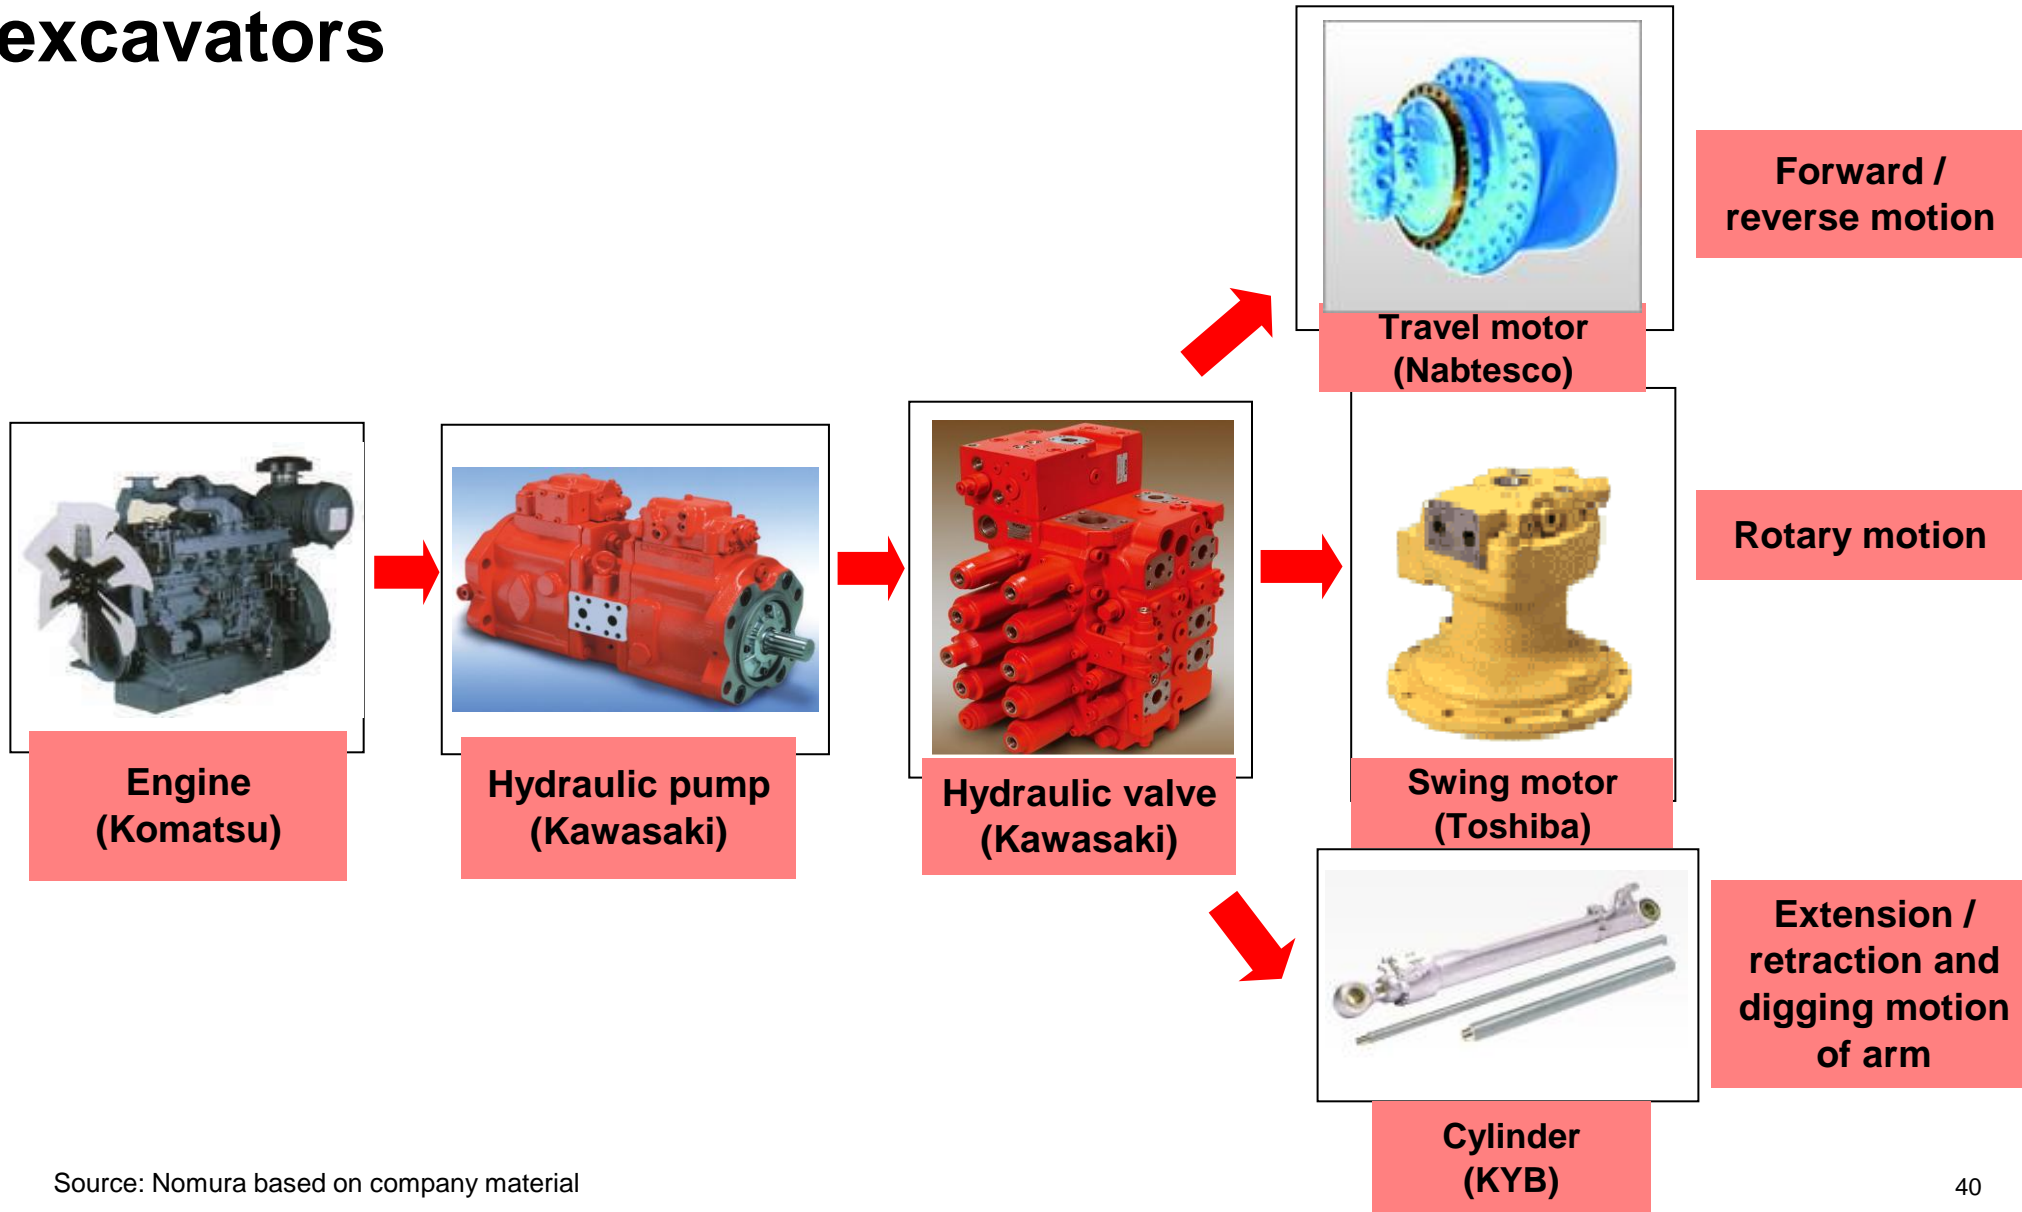 excavators
Forward /
reverse motion
Travel motor
(Nabtesco)
Rotary motion
Engine
(Komatsu)
Hydraulic pump
(Kawasaki)
Hydraulic valve
(Kawasaki)
Swing motor
(Toshiba)
Extension /
retraction and
digging motion
of arm
Cylinder
(KYB)
Source: Nomura based on company material
40